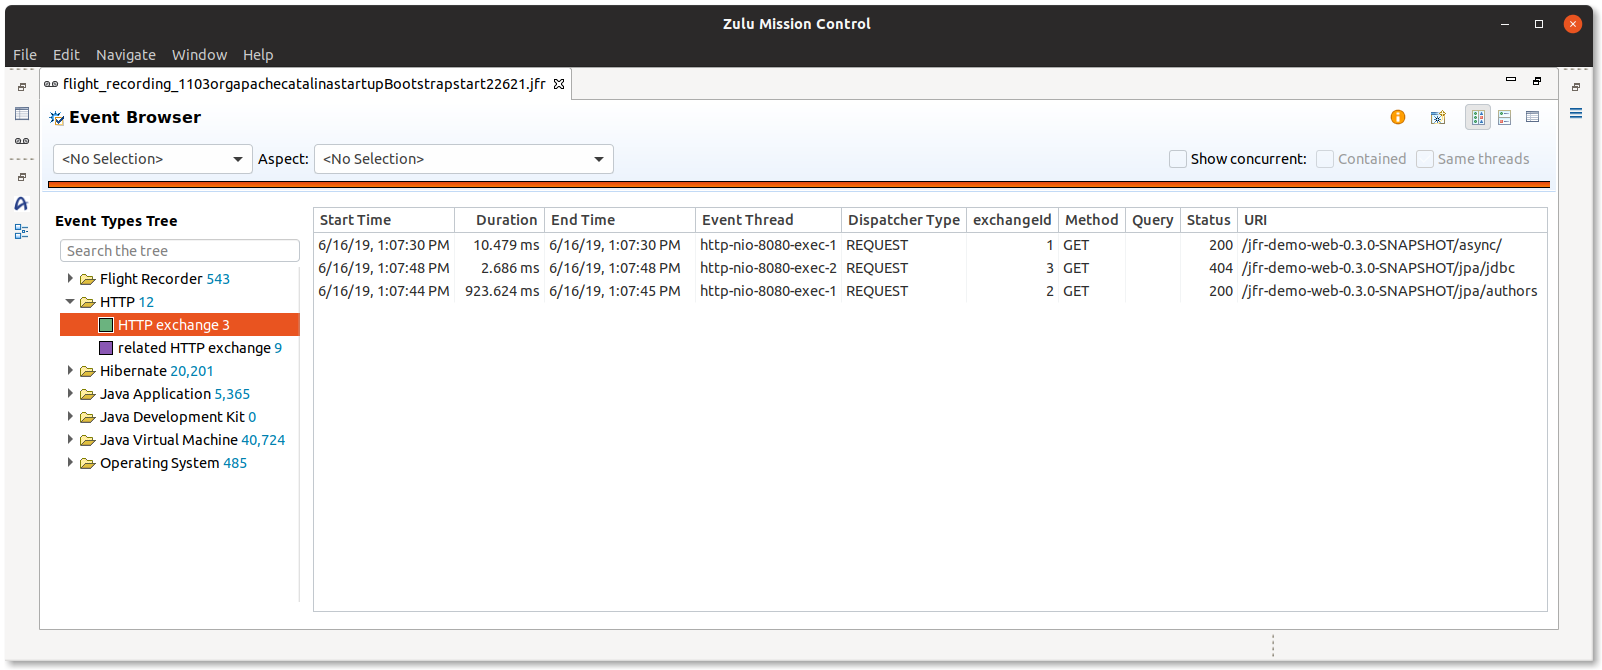 Zulu Mission Control
File Edit Navigate Window Help
flight_recording_1103orgapachecatalinastartupBootstrapstart22621.jfr
Event Browser
<No Selection> Aspect: <No Selection> Show concurrent: Contained Same threads
Event Types Tree
Search the tree
Flight Recorder 543
HTTP 12
HTTP exchange 3
related HTTP exchange 9
Hibernate 20,201
Java Application 5,365
Java Development Kit 0
Java Virtual Machine 40,724
Operating System 485
Start Time Duration End Time Event Thread Dispatcher Type exchangeId Method Query Status URI
6/16/19, 1:07:30 PM 10.479 ms 6/16/19, 1:07:30 PM http-nio-8080-exec-1 REQUEST 1 GET 200 /jfr-demo-web-0.3.0-SNAPSHOT/async/
6/16/19, 1:07:48 PM 2.686 ms 6/16/19, 1:07:48 PM http-nio-8080-exec-2 REQUEST 3 GET 404 /jfr-demo-web-0.3.0-SNAPSHOT/jpa/jdbc
6/16/19, 1:07:44 PM 923.624 ms 6/16/19, 1:07:45 PM http-nio-8080-exec-1 REQUEST 2 GET 200 /jfr-demo-web-0.3.0-SNAPSHOT/jpa/authors